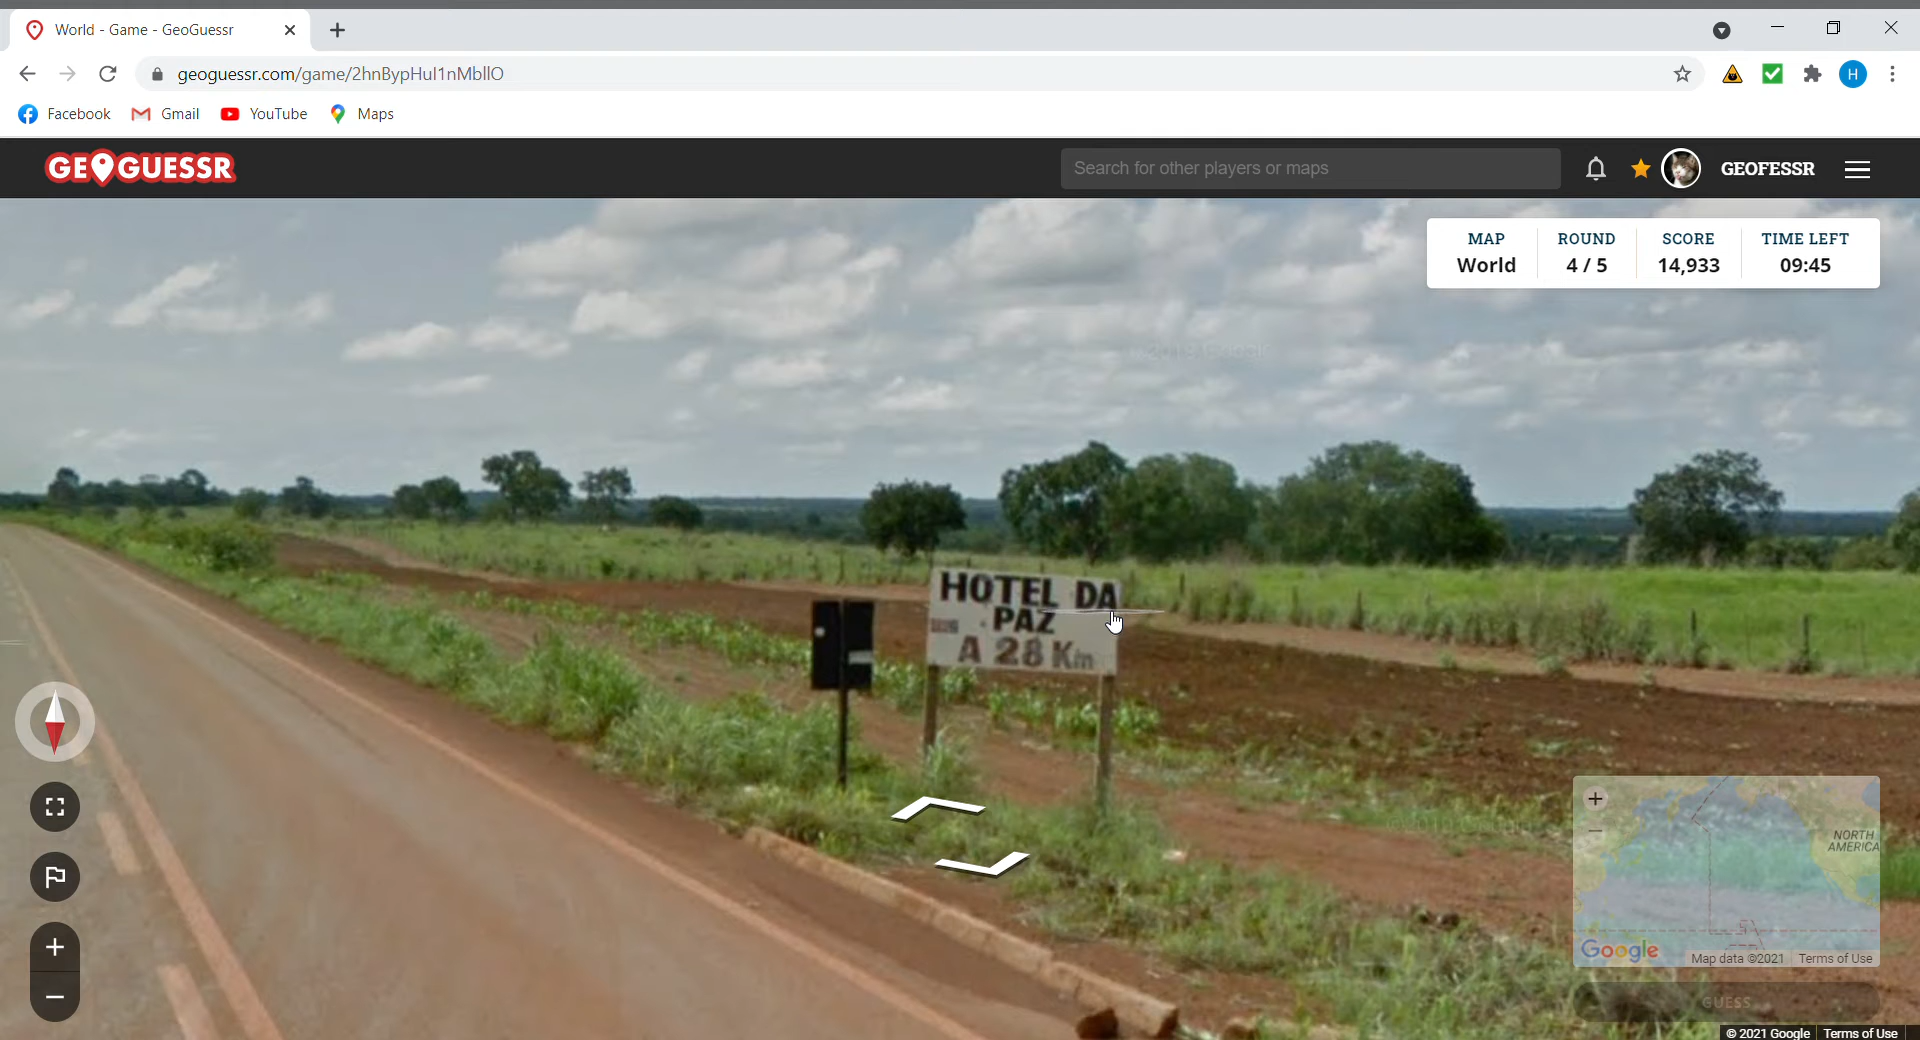 World - Game - GeoGuessr
geoguessr.com/game/2hnBypHul1nMbllO
H
Facebook
Gmail
YouTube
Maps
GEOGUESSR
Search for other players or maps
GEOFESSR
MAP
World
ROUND
4 / 5
SCORE
14,933
TIME LEFT
09:45
HOTEL DA
PAZ
A 28 Km
NORTH
AMERICA
Google
Map data ©2021
Terms of Use
GUESS
© 2021 Google
Terms of Use